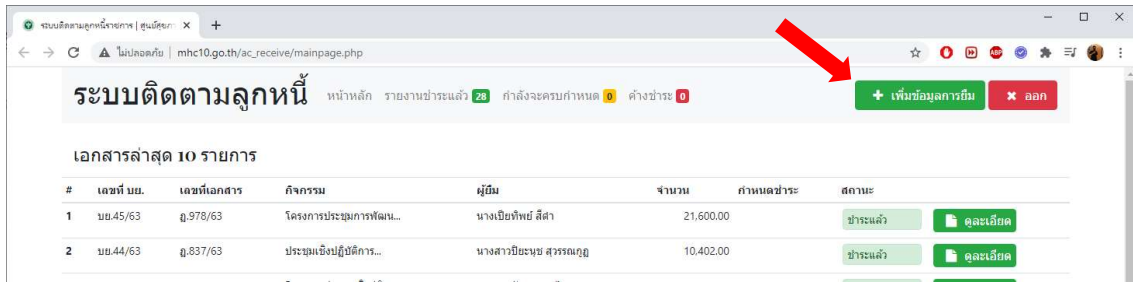 ระบบติดตามลูกหนี้ราชการ | ศูนย์สุขภ
ไม่ปลอดภัย | mhc10.go.th/ac_receive/mainpage.php
ABP
ระบบติดตามลูกหนี้ หน้าหลัก รายงานชำระแล้ว 28 กำลังจะครบกำหนด 0 ค้างชำระ 0 + เพิ่มข้อมูลการยืม × ออก
เอกสารล่าสุด 10 รายการ
# เลขที่ บย. เลขที่เอกสาร กิจกรรม ผู้ยืม จำนวน กำหนดชำระ สถานะ
1 บย.45/63 ฎ.978/63 โครงการประชุมการพัฒน... นางเปียทิพย์ สีศา 21,600.00 ชำระแล้ว ดูละเอียด
2 บย.44/63 ฎ.837/63 ประชุมเชิงปฏิบัติการ... นางสาวปิยะนุช สุวรรณกูฏ 10,402.00 ชำระแล้ว ดูละเอียด